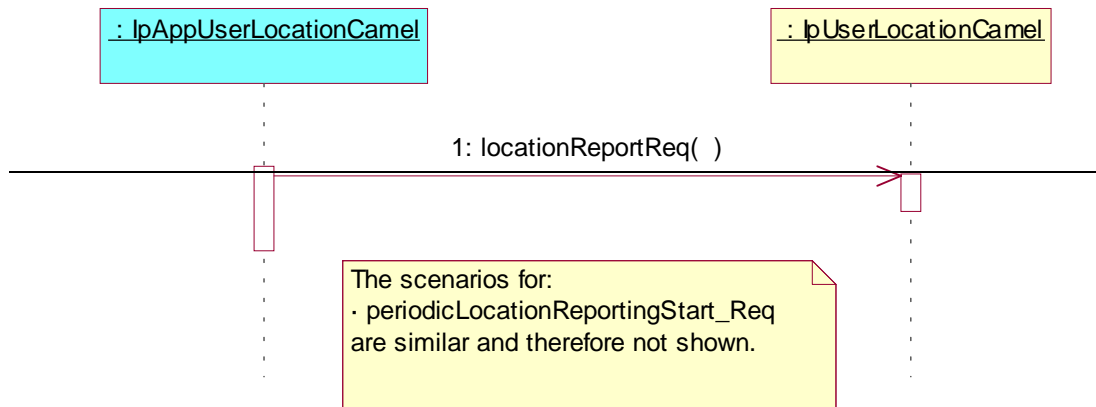 : IpAppUserLocationCamel
: IpUserLocationCamel
1: locationReportReq( )
The scenarios for:
· periodicLocationReportingStart_Req
are similar and therefore not shown.